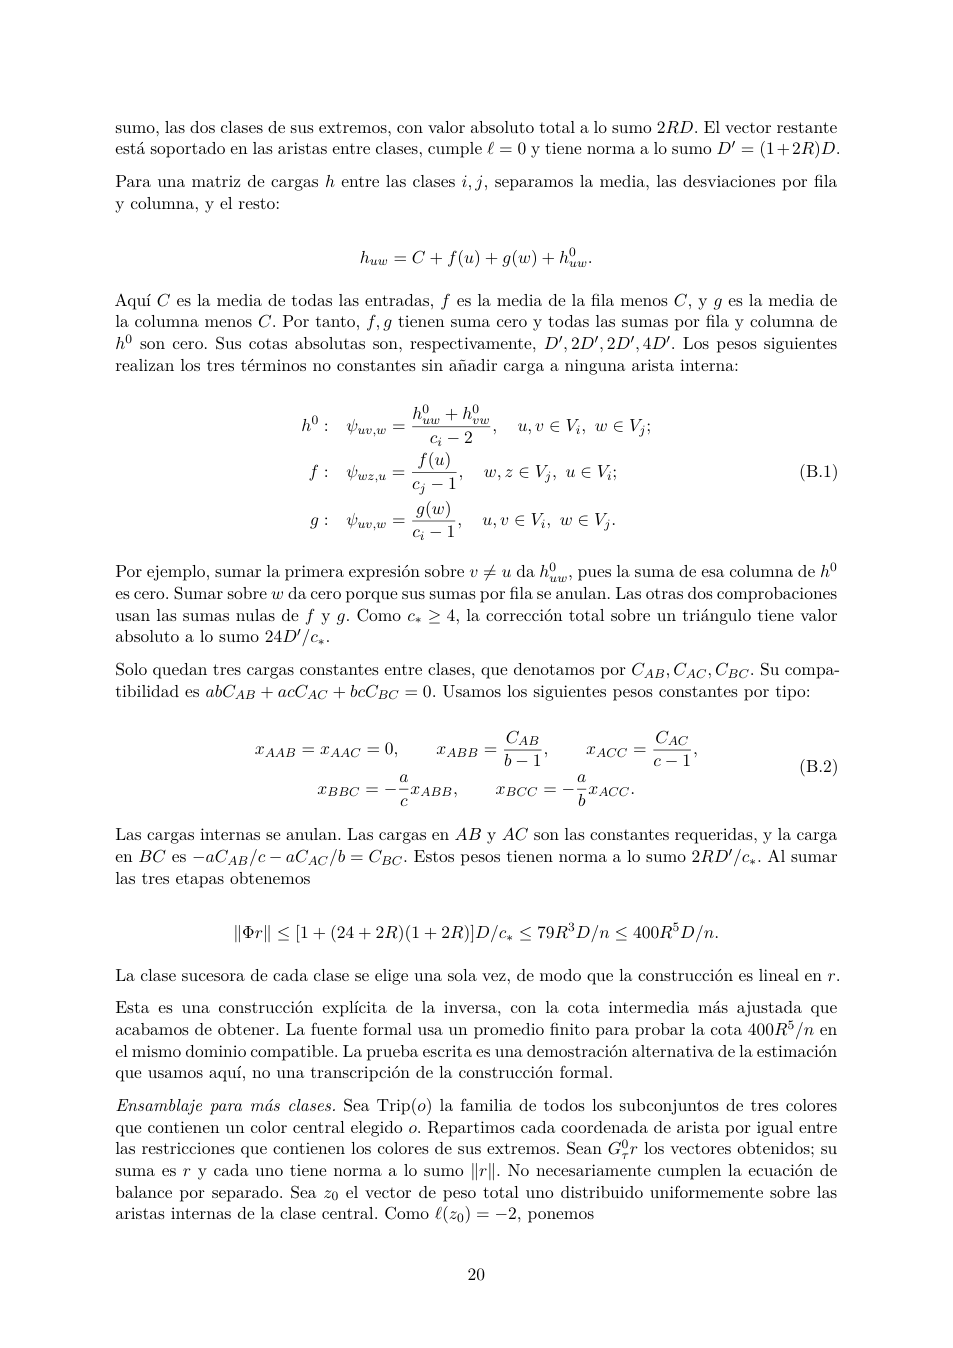 sumo, las dos clases de sus extremos, con valor absoluto total a lo sumo 2RD. El vector restante
está soportado en las aristas entre clases, cumple ℓ = 0 y tiene norma a lo sumo D′ = (1+2R)D.
Para una matriz de cargas h entre las clases i, j, separamos la media, las desviaciones por fila
y columna, y el resto:
h_{uw} = C + f(u) + g(w) + h^0_{uw}.
Aquí C es la media de todas las entradas, f es la media de la fila menos C, y g es la media de
la columna menos C. Por tanto, f, g tienen suma cero y todas las sumas por fila y columna de
h^0 son cero. Sus cotas absolutas son, respectivamente, D′, 2D′, 2D′, 4D′. Los pesos siguientes
realizan los tres términos no constantes sin añadir carga a ninguna arista interna:
h^0 : ψ_{uv,w} = \frac{h^0_{uw} + h^0_{vw}}{c_i − 2}, u, v ∈ V_i, w ∈ V_j;
f : ψ_{wz,u} = \frac{f(u)}{c_j − 1}, w, z ∈ V_j, u ∈ V_i; (B.1)
g : ψ_{uv,w} = \frac{g(w)}{c_i − 1}, u, v ∈ V_i, w ∈ V_j.
Por ejemplo, sumar la primera expresión sobre v ≠ u da h^0_{uw}, pues la suma de esa columna de h^0
es cero. Sumar sobre w da cero porque sus sumas por fila se anulan. Las otras dos comprobaciones
usan las sumas nulas de f y g. Como c_* ≥ 4, la corrección total sobre un triángulo tiene valor
absoluto a lo sumo 24D′/c_*.
Solo quedan tres cargas constantes entre clases, que denotamos por C_{AB}, C_{AC}, C_{BC}. Su compa-
tibilidad es abC_{AB} + acC_{AC} + bcC_{BC} = 0. Usamos los siguientes pesos constantes por tipo:
x_{AAB} = x_{AAC} = 0, x_{ABB} = \frac{C_{AB}}{b − 1}, x_{ACC} = \frac{C_{AC}}{c − 1},
x_{BBC} = −\frac{a}{c}x_{ABB}, x_{BCC} = −\frac{a}{b}x_{ACC}. (B.2)
Las cargas internas se anulan. Las cargas en AB y AC son las constantes requeridas, y la carga
en BC es −aC_{AB}/c − aC_{AC}/b = C_{BC}. Estos pesos tienen norma a lo sumo 2RD′/c_*. Al sumar
las tres etapas obtenemos
‖Φr‖ ≤ [1 + (24 + 2R)(1 + 2R)]D/c_* ≤ 79R^3D/n ≤ 400R^5D/n.
La clase sucesora de cada clase se elige una sola vez, de modo que la construcción es lineal en r.
Esta es una construcción explícita de la inversa, con la cota intermedia más ajustada que
acabamos de obtener. La fuente formal usa un promedio finito para probar la cota 400R^5/n en
el mismo dominio compatible. La prueba escrita es una demostración alternativa de la estimación
que usamos aquí, no una transcripción de la construcción formal.
Ensamblaje para más clases. Sea Trip(o) la familia de todos los subconjuntos de tres colores
que contienen un color central elegido o. Repartimos cada coordenada de arista por igual entre
las restricciones que contienen los colores de sus extremos. Sean G^0_τ r los vectores obtenidos; su
suma es r y cada uno tiene norma a lo sumo ‖r‖. No necesariamente cumplen la ecuación de
balance por separado. Sea z_0 el vector de peso total uno distribuido uniformemente sobre las
aristas internas de la clase central. Como ℓ(z_0) = −2, ponemos
20